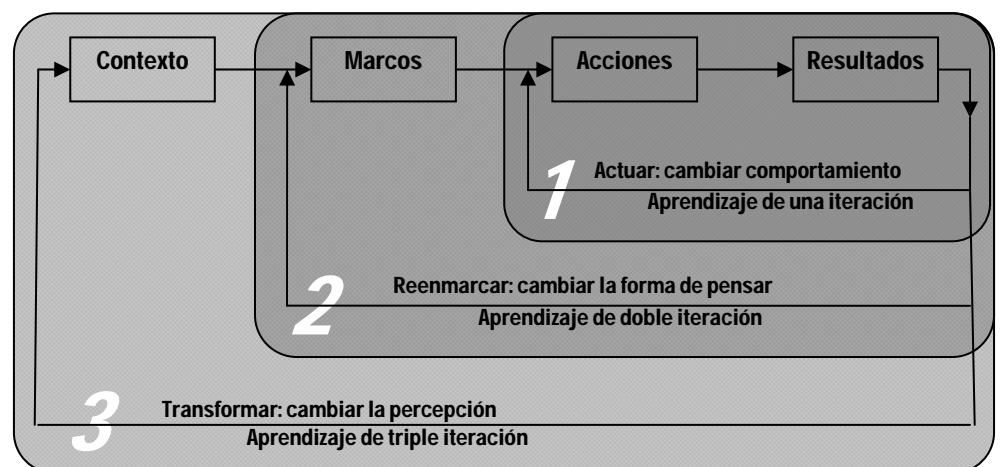 Contexto
Marcos
Acciones
Resultados
1
Actuar: cambiar comportamiento
Aprendizaje de una iteración
2
Reenmarcar: cambiar la forma de pensar
Aprendizaje de doble iteración
3
Transformar: cambiar la percepción
Aprendizaje de triple iteración